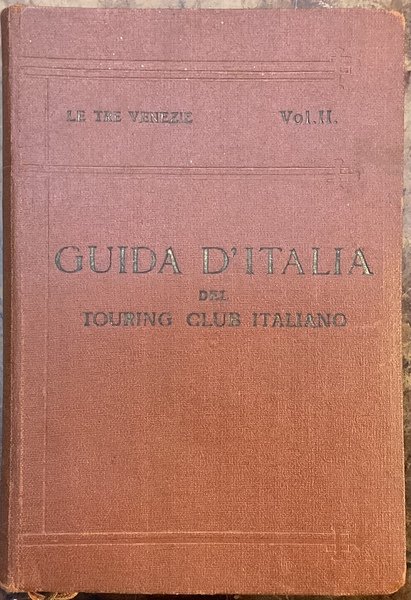 LE TRE VENEZIE Vol. II.
GUIDA D'ITALIA
DEL
TOURING CLUB ITALIANO